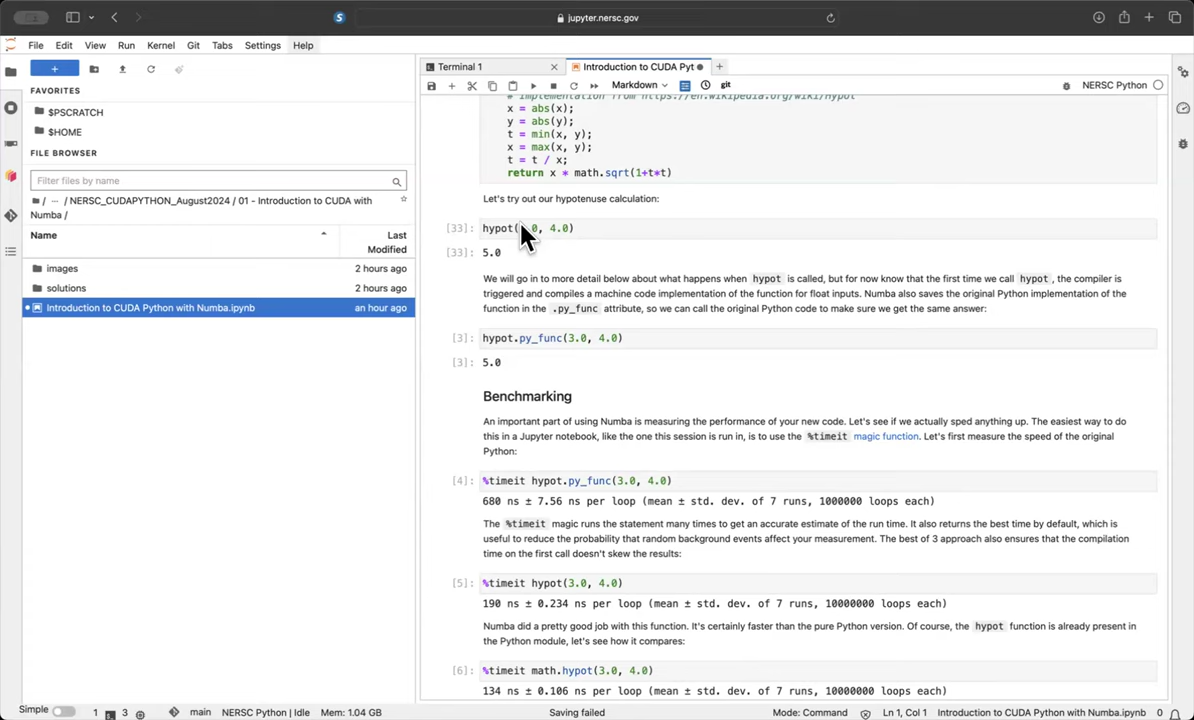 jupyter.nersc.gov
File Edit View Run Kernel Git Tabs Settings Help
FAVORITES
$PSCRATCH
$HOME
FILE BROWSER
Filter files by name
/ ··· / NERSC_CUDAPYTHON_August2024 / 01 - Introduction to CUDA with
Numba /
Name Last
Modified
images 2 hours ago
solutions 2 hours ago
Introduction to CUDA Python with Numba.ipynb an hour ago
Terminal 1 Introduction to CUDA Pyt
Markdown git NERSC Python
# Implementation from https://en.wikipedia.org/wiki/Hypot
x = abs(x);
y = abs(y);
t = min(x, y);
x = max(x, y);
t = t / x;
return x * math.sqrt(1+t*t)
Let's try out our hypotenuse calculation:
[33]: hypot( 0, 4.0)
[33]: 5.0
We will go in to more detail below about what happens when hypot is called, but for now know that the first time we call hypot, the compiler is
triggered and compiles a machine code implementation of the function for float inputs. Numba also saves the original Python implementation of the
function in the .py_func attribute, so we can call the original Python code to make sure we get the same answer:
[3]: hypot.py_func(3.0, 4.0)
[3]: 5.0
Benchmarking
An important part of using Numba is measuring the performance of your new code. Let's see if we actually sped anything up. The easiest way to do
this in a Jupyter notebook, like the one this session is run in, is to use the %timeit magic function. Let's first measure the speed of the original
Python:
[4]: %timeit hypot.py_func(3.0, 4.0)
680 ns ± 7.56 ns per loop (mean ± std. dev. of 7 runs, 1000000 loops each)
The %timeit magic runs the statement many times to get an accurate estimate of the run time. It also returns the best time by default, which is
useful to reduce the probability that random background events affect your measurement. The best of 3 approach also ensures that the compilation
time on the first call doesn't skew the results:
[5]: %timeit hypot(3.0, 4.0)
190 ns ± 0.234 ns per loop (mean ± std. dev. of 7 runs, 10000000 loops each)
Numba did a pretty good job with this function. It's certainly faster than the pure Python version. Of course, the hypot function is already present in
the Python module, let's see how it compares:
[6]: %timeit math.hypot(3.0, 4.0)
134 ns ± 0.106 ns per loop (mean ± std. dev. of 7 runs, 10000000 loops each)
Simple 1 3 main NERSC Python | Idle Mem: 1.04 GB Saving failed Mode: Command Ln 1, Col 1 Introduction to CUDA Python with Numba.ipynb 0